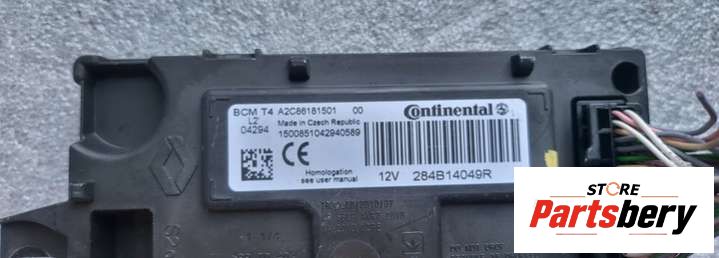 BCM T4 A2C86181501 00
L2 Made in Czech Republic
04294 1500851042940589
CE
Homologation
see user manual
Continental
12V 284B14049R
STORE
Partsbery